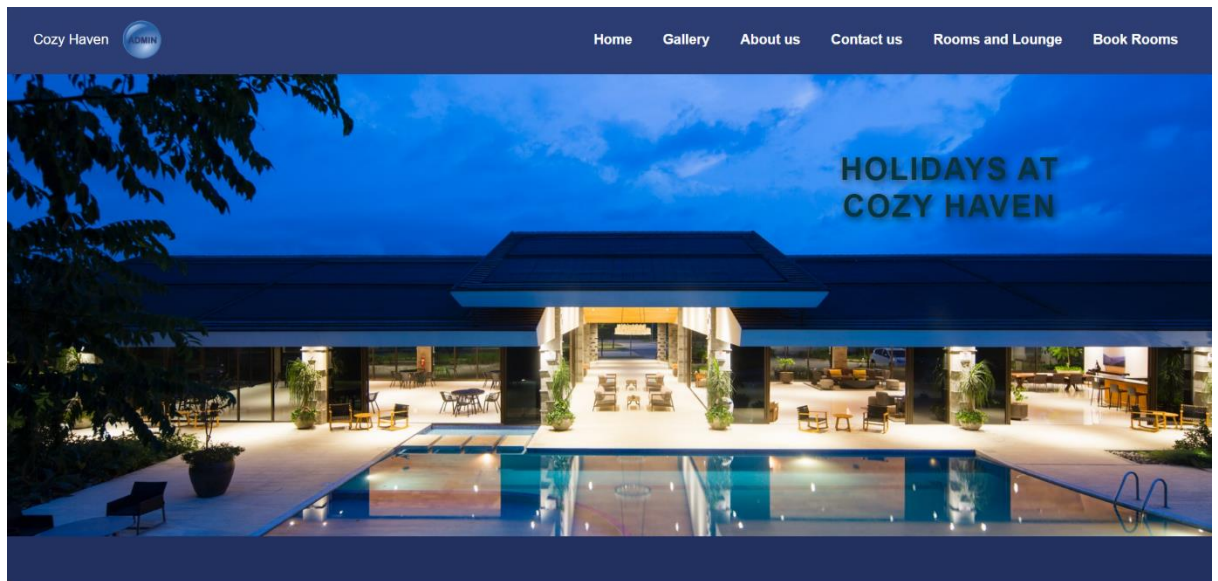 Cozy Haven ADMIN Home Gallery About us Contact us Rooms and Lounge Book Rooms
HOLIDAYS AT
COZY HAVEN